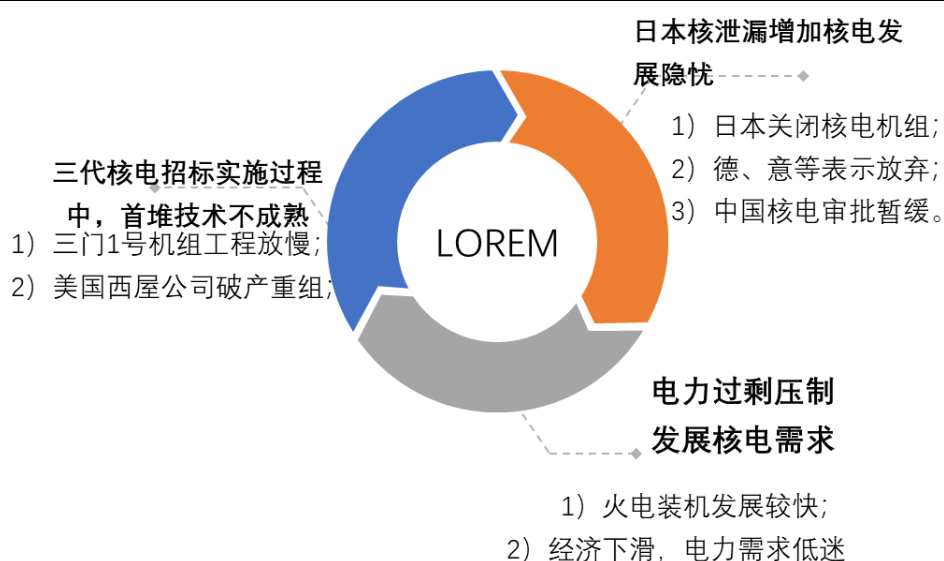 日本核泄漏增加核电发
展隐忧
1）日本关闭核电机组；
2）德、意等表示放弃；
3）中国核电审批暂缓。
三代核电招标实施过程
中，首堆技术不成熟
1）三门1号机组工程放慢；
2）美国西屋公司破产重组；
LOREM
电力过剩压制
发展核电需求
1）火电装机发展较快；
2）经济下滑，电力需求低迷